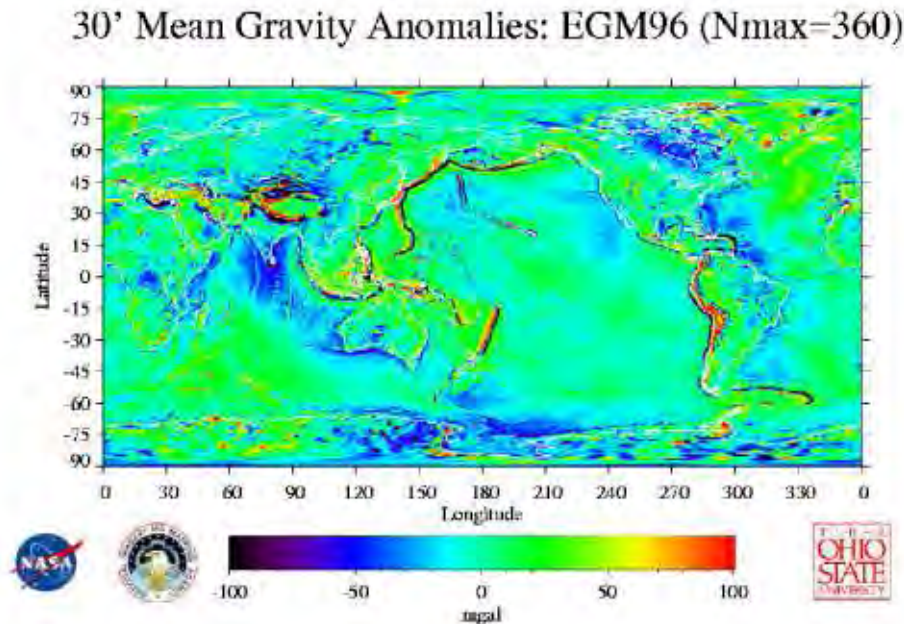 30' Mean Gravity Anomalies: EGM96 (Nmax=360)
90
75
60
45
30
15
0
-15
-30
-45
-60
-75
-90
Latitude
0 30 60 90 120 150 180 210 240 270 300 330 0
Longitude
NASA
-100 -50 0 50 100
mgal
T · H · E
OHIO
STATE
UNIVERSITY